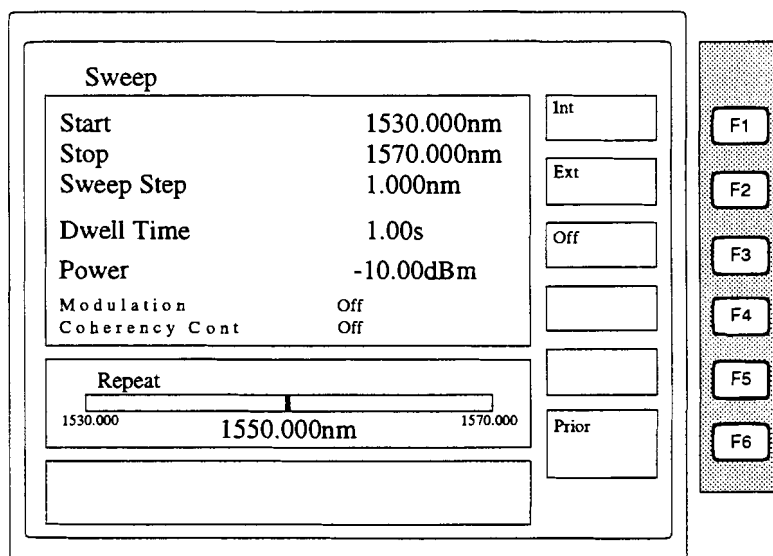 Sweep
Start 1530.000nm
Stop 1570.000nm
Sweep Step 1.000nm
Dwell Time 1.00s
Power -10.00dBm
Modulation Off
Coherency Cont Off
Repeat
1530.000 1570.000
1550.000nm
Int
Ext
Off
Prior
F1
F2
F3
F4
F5
F6